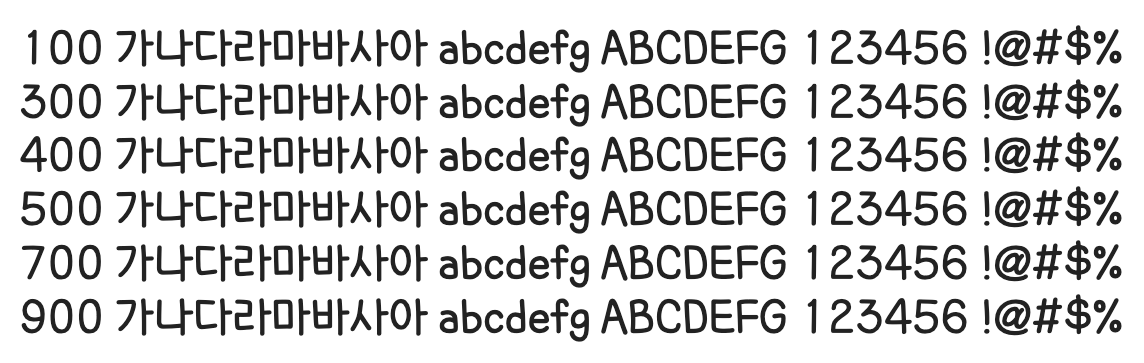 100 가나다라마바사아 abcdefg ABCDEFG 123456 !@#$%
300 가나다라마바사아 abcdefg ABCDEFG 123456 !@#$%
400 가나다라마바사아 abcdefg ABCDEFG 123456 !@#$%
500 가나다라마바사아 abcdefg ABCDEFG 123456 !@#$%
700 가나다라마바사아 abcdefg ABCDEFG 123456 !@#$%
900 가나다라마바사아 abcdefg ABCDEFG 123456 !@#$%